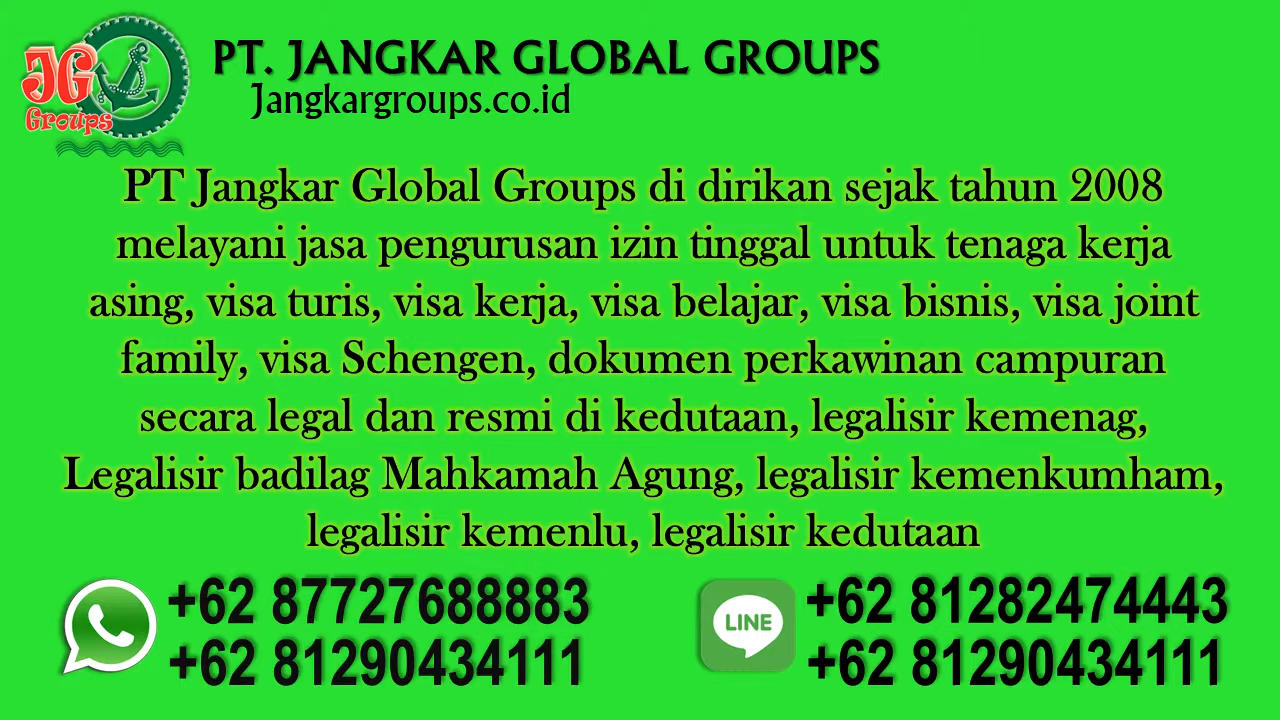 JG
Groups
PT. JANGKAR GLOBAL GROUPS
Jangkargroups.co.id
PT Jangkar Global Groups di dirikan sejak tahun 2008
melayani jasa pengurusan izin tinggal untuk tenaga kerja
asing, visa turis, visa kerja, visa belajar, visa bisnis, visa joint
family, visa Schengen, dokumen perkawinan campuran
secara legal dan resmi di kedutaan, legalisir kemenag,
Legalisir badilag Mahkamah Agung, legalisir kemenkumham,
legalisir kemenlu, legalisir kedutaan
+62 87727688883
+62 81290434111
LINE
+62 81282474443
+62 81290434111